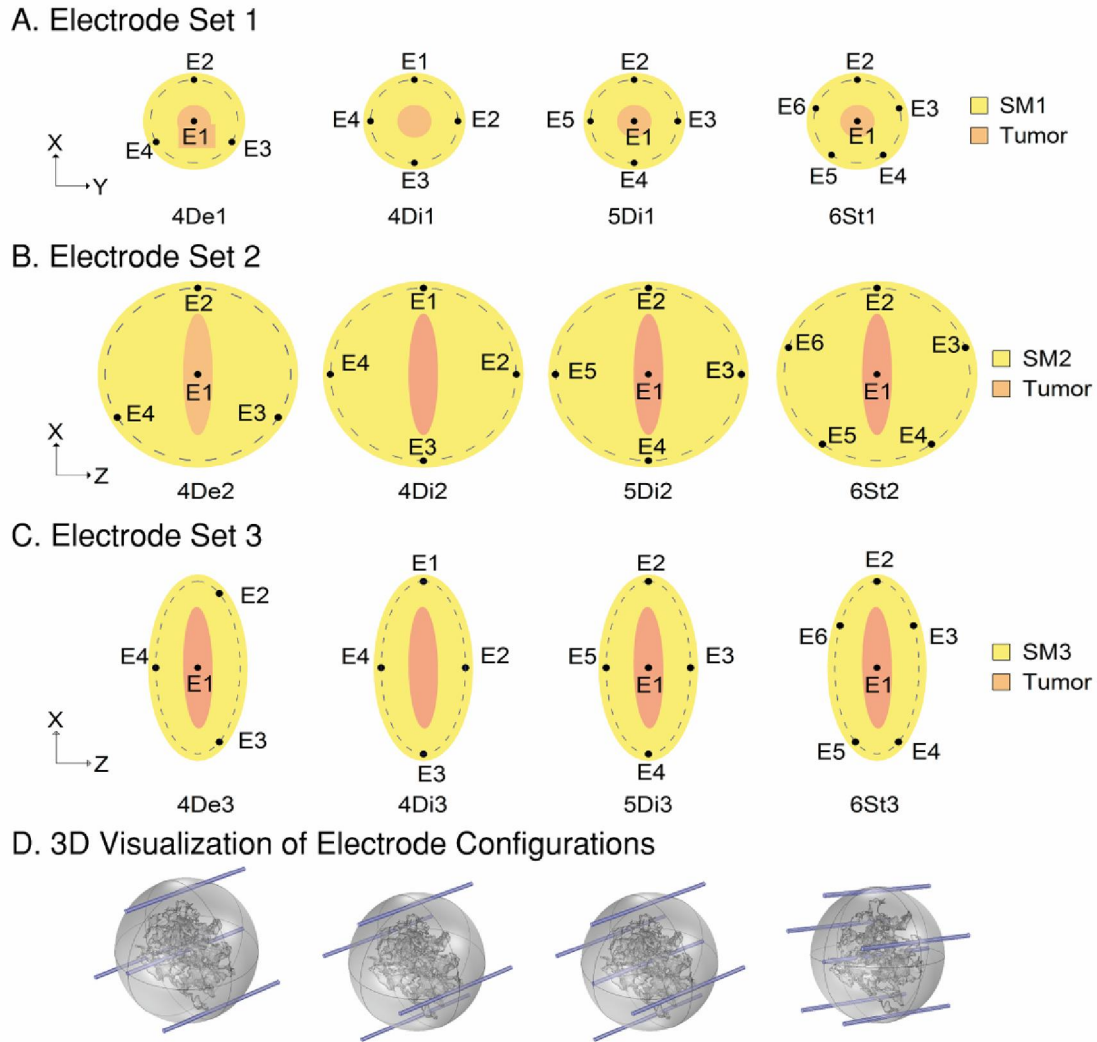 A. Electrode Set 1
E2 E1 E2 E2
E6 E3
E1 E4 E2 E5 E1 E3 E1
E4 E3
E3 E4 E5 E4
X
Y
SM1
Tumor
4De1 4Di1 5Di1 6St1
B. Electrode Set 2
E2 E1 E2 E2
E6 E3
E1 E4 E2 E5 E1 E3 E1
E4 E3
E3 E4 E5 E4
X
Z
SM2
Tumor
4De2 4Di2 5Di2 6St2
C. Electrode Set 3
E2 E1 E2 E2
E6 E3
E4 E1 E4 E2 E5 E1 E3 E1
E3 E5 E4
E3 E4
X
Z
SM3
Tumor
4De3 4Di3 5Di3 6St3
D. 3D Visualization of Electrode Configurations